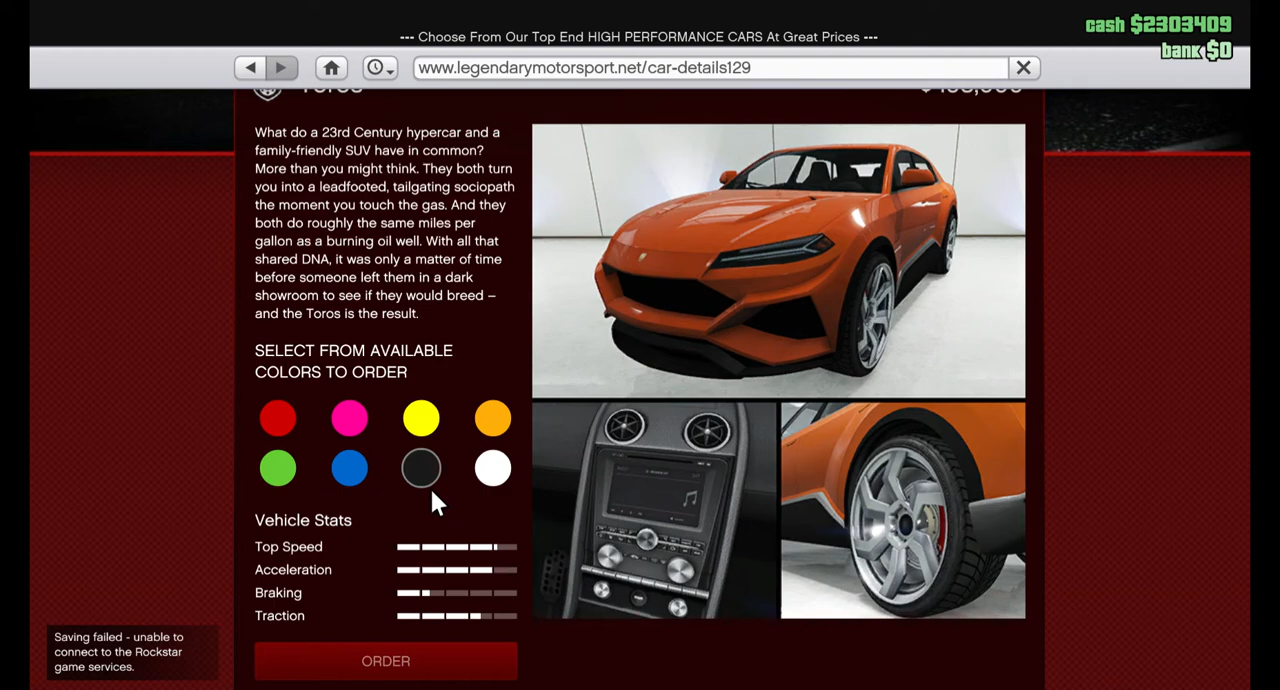 cash $2303409
--- Choose From Our Top End HIGH PERFORMANCE CARS At Great Prices ---
bank $0
www.legendarymotorsport.net/car-details129
Toros
What do a 23rd Century hypercar and a
family-friendly SUV have in common?
More than you might think. They both turn
you into a leadfooted, tailgating sociopath
the moment you touch the gas. And they
both do roughly the same miles per
gallon as a burning oil well. With all that
shared DNA, it was only a matter of time
before someone left them in a dark
showroom to see if they would breed –
and the Toros is the result.
SELECT FROM AVAILABLE
COLORS TO ORDER
Vehicle Stats
Top Speed
Acceleration
Braking
Traction
ORDER
Saving failed - unable to
connect to the Rockstar
game services.